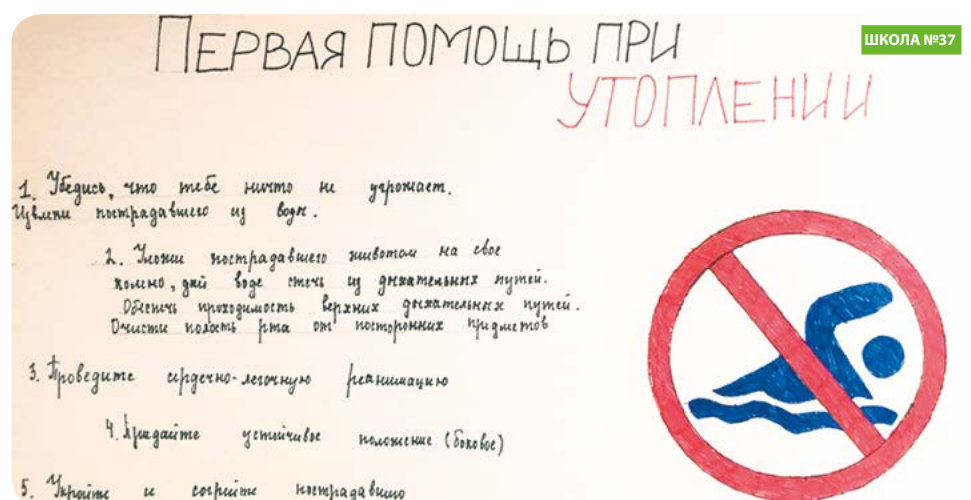 ПЕРВАЯ ПОМОЩЬ ПРИ
УТОПЛЕНИИ
ШКОЛА №37
1. Убедись, что тебе ничто не угрожает.
Извлеки пострадавшего из воды.
2. Уложи пострадавшего животом на свое
колено, дай воде стечь из дыхательных путей.
Обеспечь проходимость верхних дыхательных путей.
Очисти полость рта от посторонних предметов
3. Проведите сердечно-легочную реанимацию
4. Придайте устойчивое положение (боковое)
5. Укройте и согрейте пострадавшего